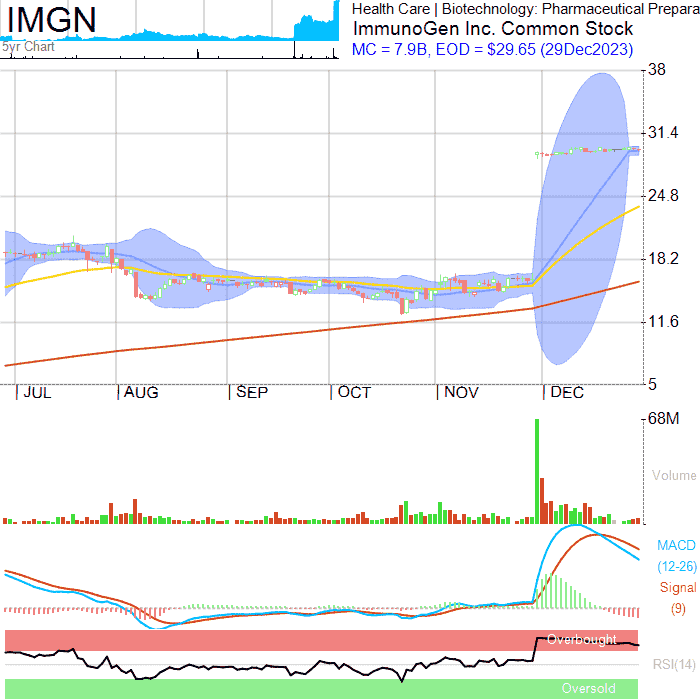 IMGN
5yr Chart
Health Care | Biotechnology: Pharmaceutical Prepara
ImmunoGen Inc. Common Stock
MC = 7.9B, EOD = $29.65 (29Dec2023)
38
31.4
24.8
18.2
11.6
5
JUL AUG SEP OCT NOV DEC
68M
Volume
MACD
(12-26)
Signal
(9)
Overbought
RSI(14)
Oversold